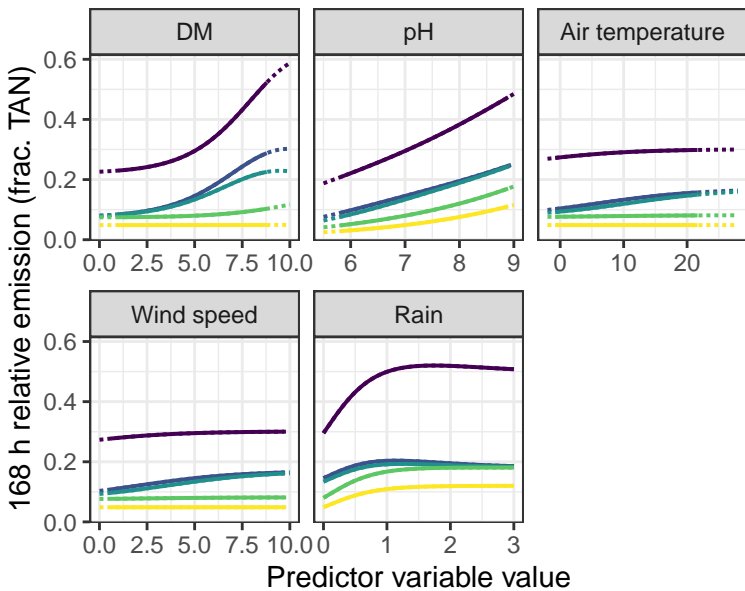 DM
pH
Air temperature
168 h relative emission (frac. TAN)
0.6
0.4
0.2
0.0
0.0 2.5 5.0 7.5 10.0
6 7 8 9
0 10 20
Wind speed
Rain
0.6
0.4
0.2
0.0
0.0 2.5 5.0 7.5 10.0
0 1 2 3
Predictor variable value